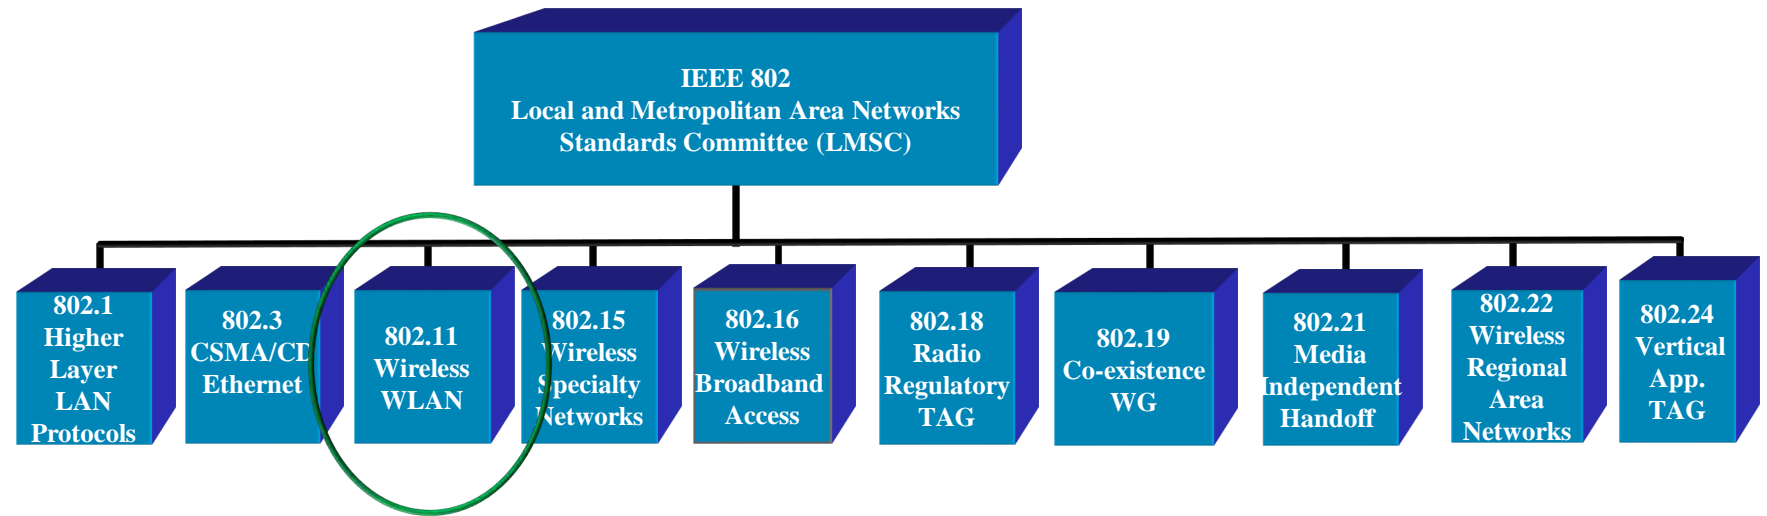 IEEE 802
Local and Metropolitan Area Networks
Standards Committee (LMSC)
802.1
Higher
Layer
LAN
Protocols
802.3
CSMA/CD
Ethernet
802.11
Wireless
WLAN
802.15
Wireless
Specialty
Networks
802.16
Wireless
Broadband
Access
802.18
Radio
Regulatory
TAG
802.19
Co-existence
WG
802.21
Media
Independent
Handoff
802.22
Wireless
Regional
Area
Networks
802.24
Vertical
App.
TAG